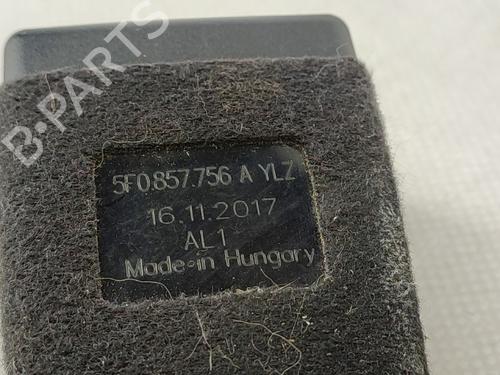 B-PARTS
5F0.857.756 A YLZ
16.11.2017
AL1
Made in Hungary